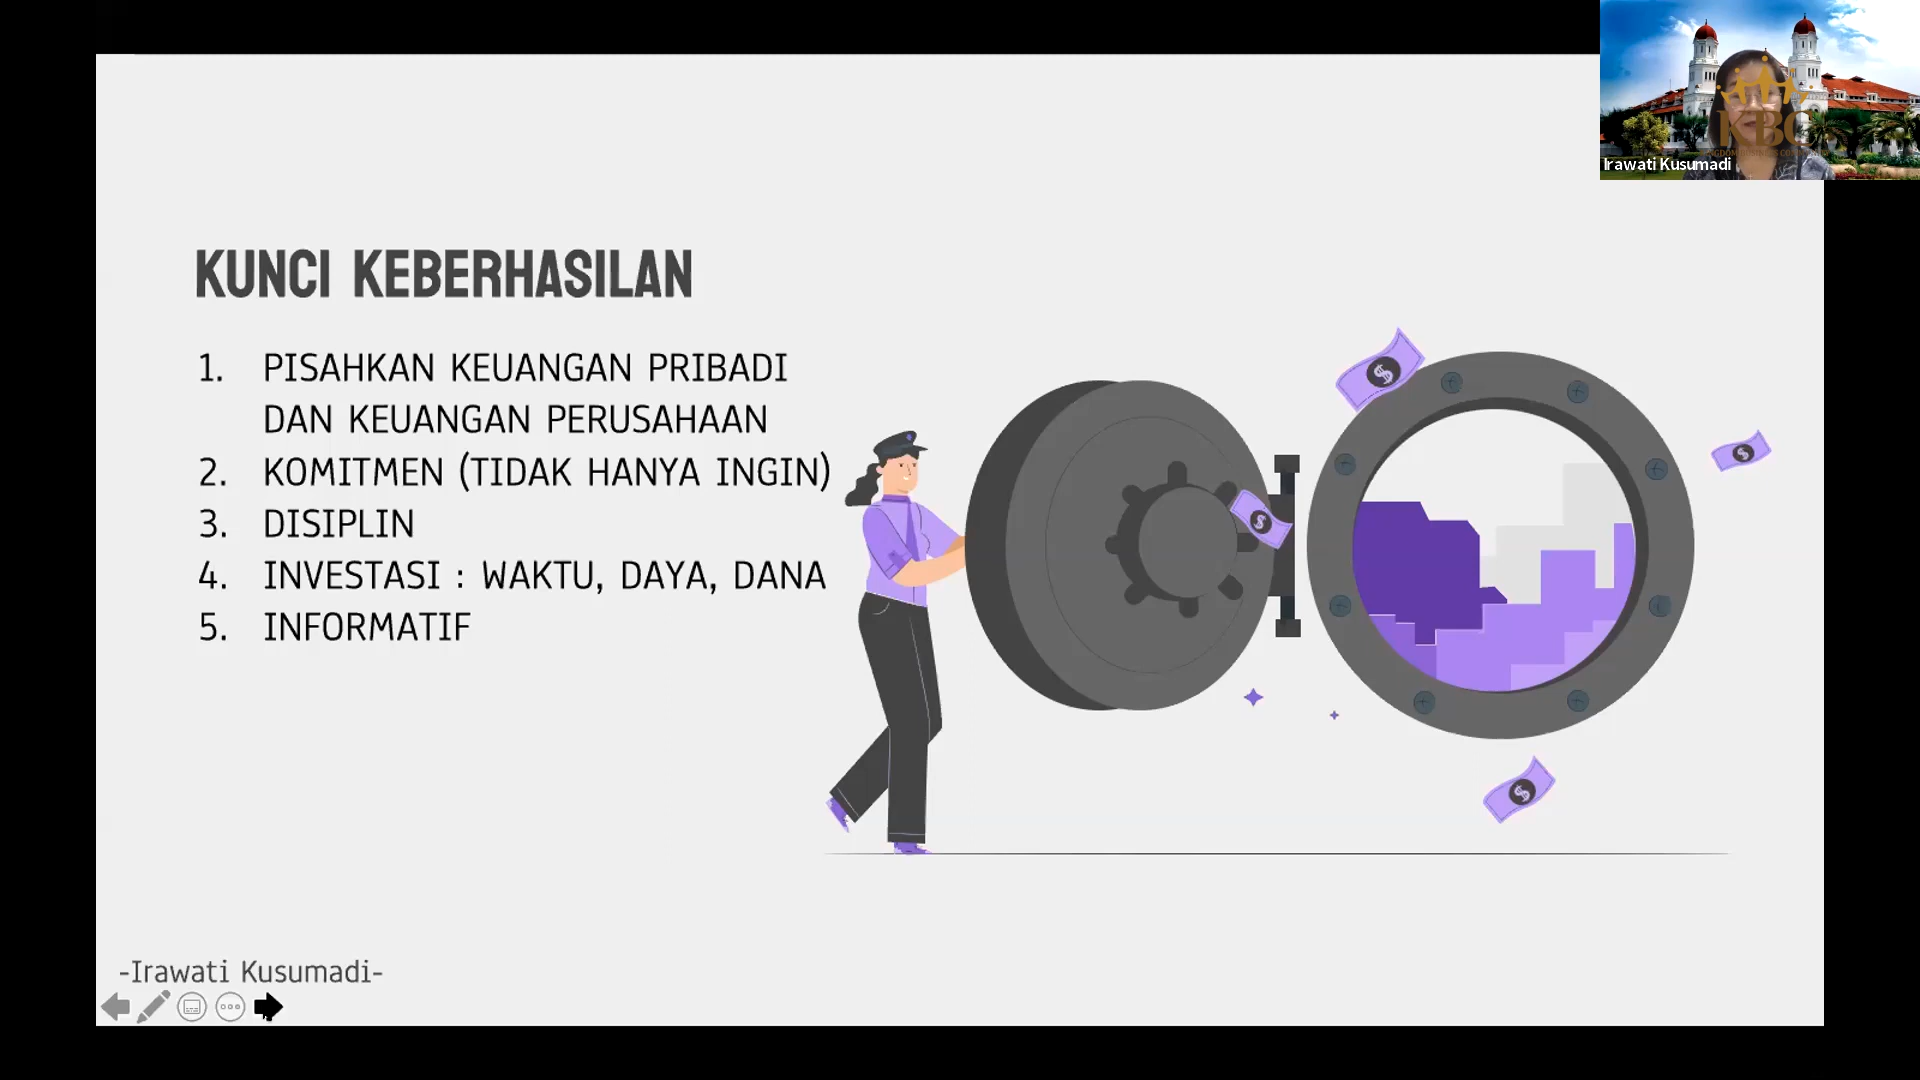 KUNCI KEBERHASILAN
1. PISAHKAN KEUANGAN PRIBADI
DAN KEUANGAN PERUSAHAAN
2. KOMITMEN (TIDAK HANYA INGIN)
3. DISIPLIN
4. INVESTASI : WAKTU, DAYA, DANA
5. INFORMATIF
-Irawati Kusumadi-
KBC
Irawati Kusumadi